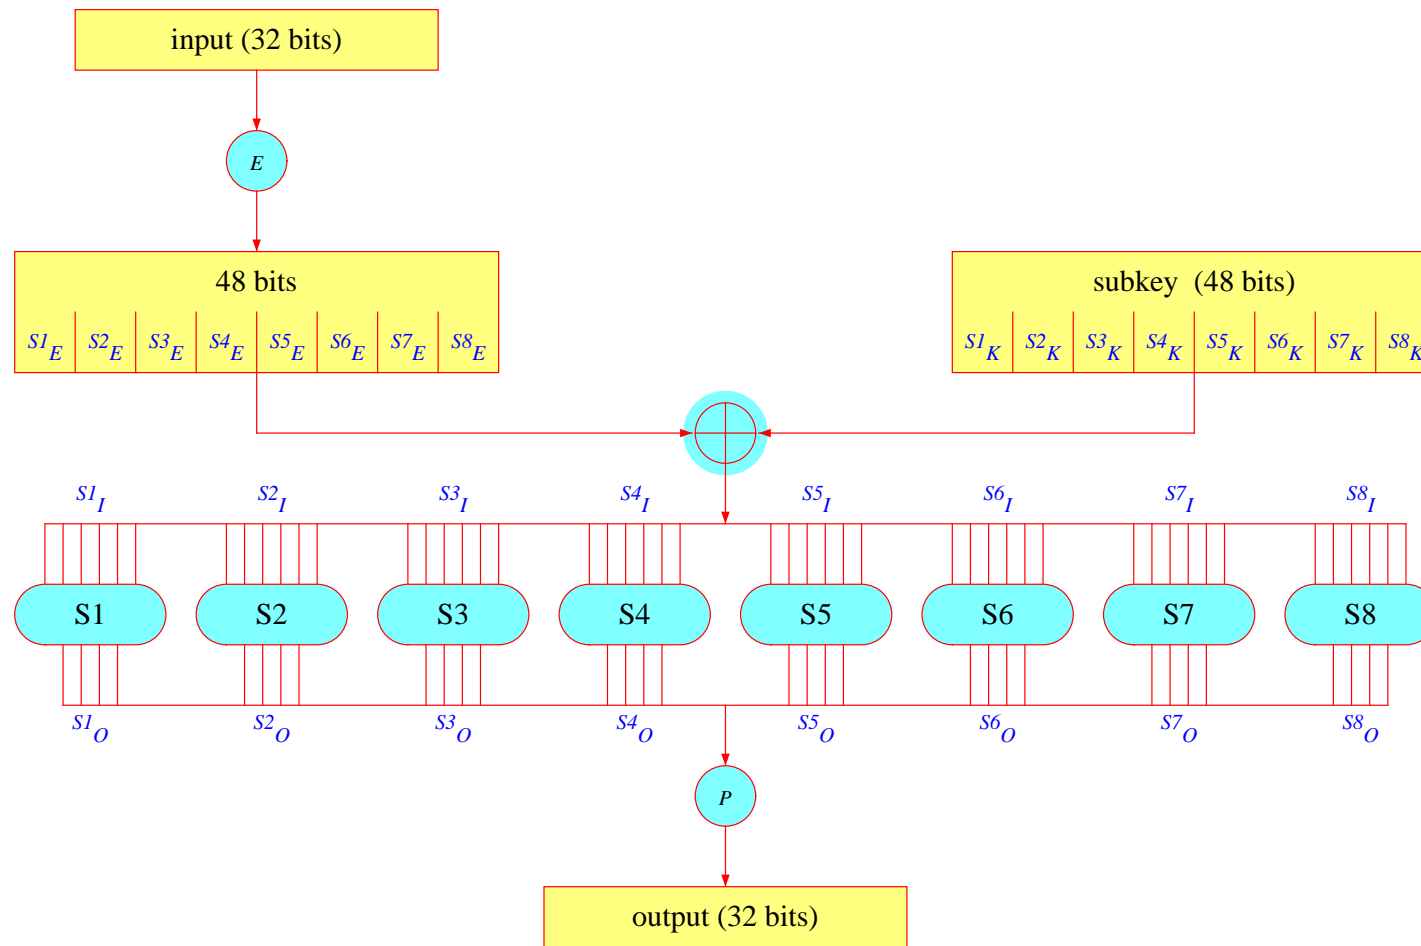 input (32 bits)
E
48 bits
subkey (48 bits)
S1E S2E S3E S4E S5E S6E S7E S8E
S1K S2K S3K S4K S5K S6K S7K S8K
S1I S2I S3I S4I S5I S6I S7I S8I
S1 S2 S3 S4 S5 S6 S7 S8
S1O S2O S3O S4O S5O S6O S7O S8O
P
output (32 bits)